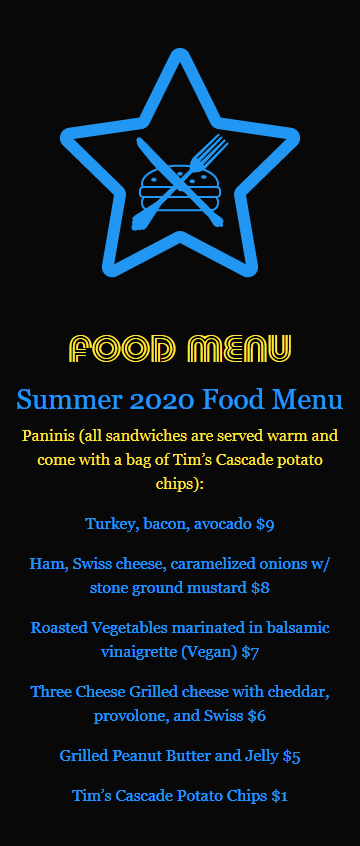 FOOD MENU
Summer 2020 Food Menu
Paninis (all sandwiches are served warm and
come with a bag of Tim's Cascade potato
chips):
Turkey, bacon, avocado $9
Ham, Swiss cheese, caramelized onions w/
stone ground mustard $8
Roasted Vegetables marinated in balsamic
vinaigrette (Vegan) $7
Three Cheese Grilled cheese with cheddar,
provolone, and Swiss $6
Grilled Peanut Butter and Jelly $5
Tim's Cascade Potato Chips $1